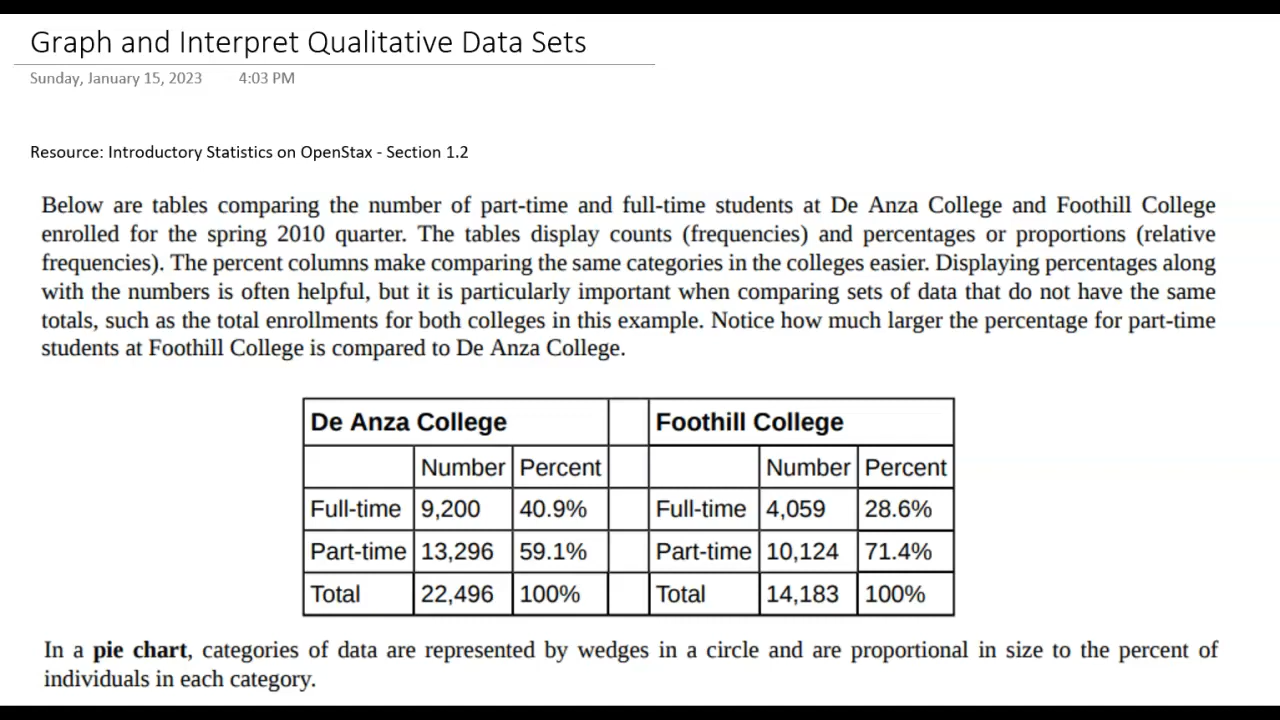 Graph and Interpret Qualitative Data Sets
Sunday, January 15, 2023 4:03 PM
Resource: Introductory Statistics on OpenStax - Section 1.2
Below are tables comparing the number of part-time and full-time students at De Anza College and Foothill College
enrolled for the spring 2010 quarter. The tables display counts (frequencies) and percentages or proportions (relative
frequencies). The percent columns make comparing the same categories in the colleges easier. Displaying percentages along
with the numbers is often helpful, but it is particularly important when comparing sets of data that do not have the same
totals, such as the total enrollments for both colleges in this example. Notice how much larger the percentage for part-time
students at Foothill College is compared to De Anza College.
De Anza College Foothill College
Number Percent Number Percent
Full-time 9,200 40.9% Full-time 4,059 28.6%
Part-time 13,296 59.1% Part-time 10,124 71.4%
Total 22,496 100% Total 14,183 100%
In a pie chart, categories of data are represented by wedges in a circle and are proportional in size to the percent of
individuals in each category.